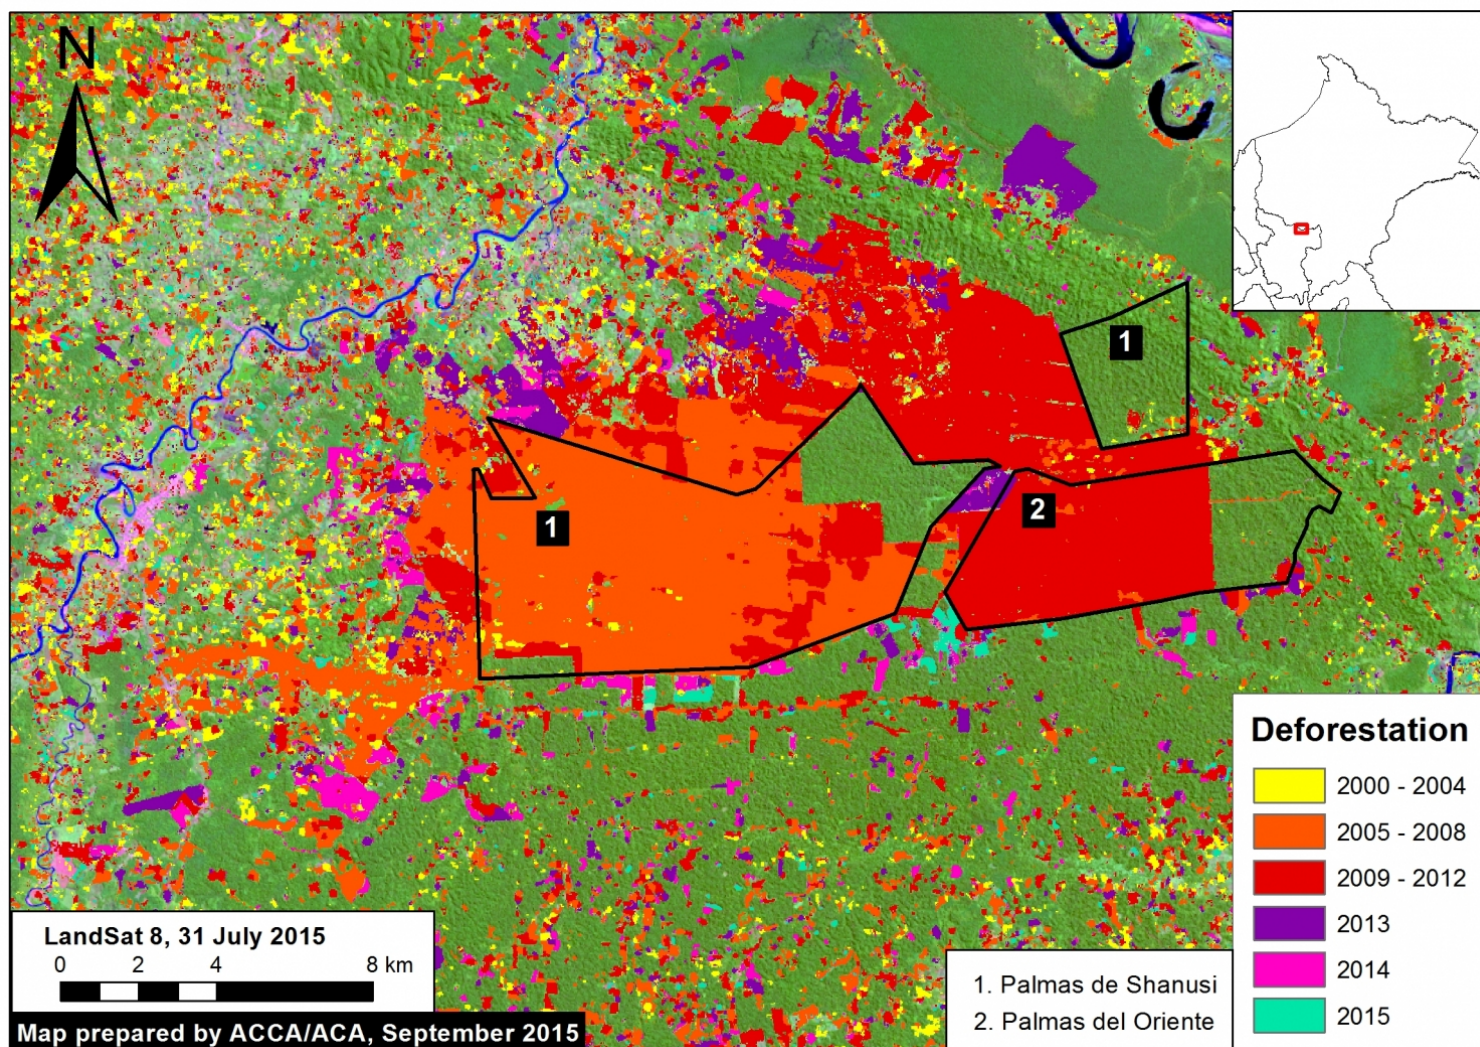 N
1
1
2
Deforestation
2000 - 2004
2005 - 2008
2009 - 2012
2013
2014
2015
LandSat 8, 31 July 2015
0 2 4 8 km
Map prepared by ACCA/ACA, September 2015
1. Palmas de Shanusi
2. Palmas del Oriente